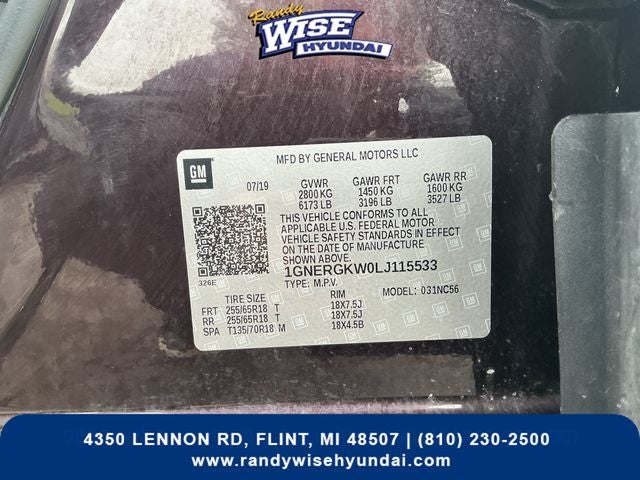 Randy
WISE
HYUNDAI
GM
MFD BY GENERAL MOTORS LLC
07/19 GVWR GAWR FRT GAWR RR
2800 KG 1450 KG 1600 KG
6173 LB 3196 LB 3527 LB
THIS VEHICLE CONFORMS TO ALL
APPLICABLE U.S. FEDERAL MOTOR
VEHICLE SAFETY STANDARDS IN
EFFECT ON THE DATE OF MANUFACTURE
SHOWN ABOVE.
326E 1GNERGKW0LJ115533
TYPE: M.P.V. MODEL: 031NC56
TIRE SIZE RIM
FRT 255/65R18 T 18X7.5J
RR 255/65R18 T 18X7.5J
SPA T135/70R18 M 18X4.5B
4350 LENNON RD, FLINT, MI 48507 | (810) 230-2500
www.randywisehyundai.com